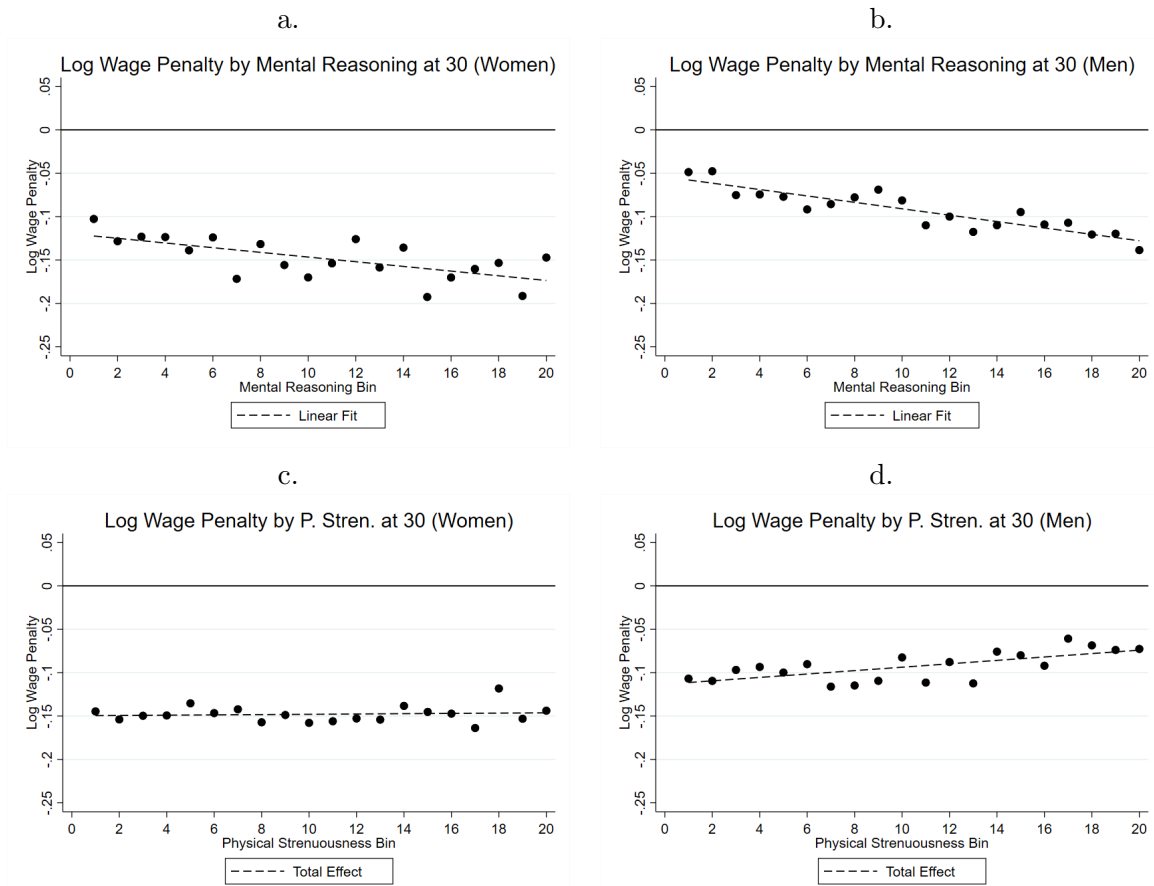 a.
Log Wage Penalty by Mental Reasoning at 30 (Women)
.05
0
-.05
-.1
-.15
-.2
-.25
Log Wage Penalty
0 2 4 6 8 10 12 14 16 18 20
Mental Reasoning Bin
Linear Fit
b.
Log Wage Penalty by Mental Reasoning at 30 (Men)
.05
0
-.05
-.1
-.15
-.2
-.25
Log Wage Penalty
0 2 4 6 8 10 12 14 16 18 20
Mental Reasoning Bin
Linear Fit
c.
Log Wage Penalty by P. Stren. at 30 (Women)
.05
0
-.05
-.1
-.15
-.2
-.25
Log Wage Penalty
0 2 4 6 8 10 12 14 16 18 20
Physical Strenuousness Bin
Total Effect
d.
Log Wage Penalty by P. Stren. at 30 (Men)
.05
0
-.05
-.1
-.15
-.2
-.25
Log Wage Penalty
0 2 4 6 8 10 12 14 16 18 20
Physical Strenuousness Bin
Total Effect